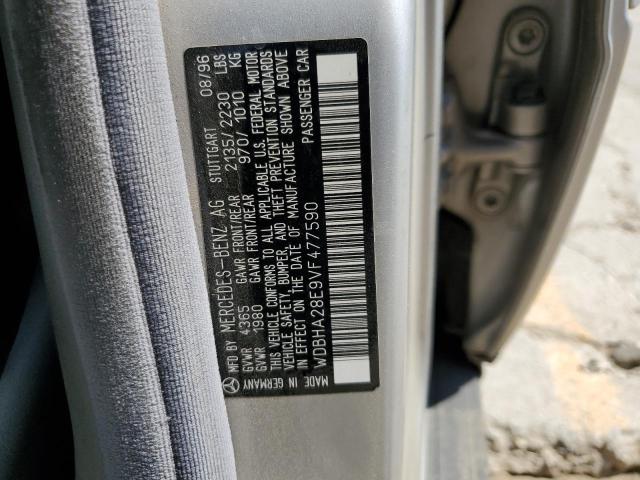 MFD BY MERCEDES-BENZ AG STUTTGART 08/96
GVWR 4365 GAWR FRONT/REAR 2135/2230 LBS
GVWR 1980 GAWR FRONT/REAR 970/1010 KG
THIS VEHICLE CONFORMS TO ALL APPLICABLE U.S. FEDERAL MOTOR
VEHICLE SAFETY, BUMPER, AND THEFT PREVENTION STANDARDS
IN EFFECT ON THE DATE OF MANUFACTURE SHOWN ABOVE
WDBHA28E9VF477590 PASSENGER CAR
MADE IN GERMANY